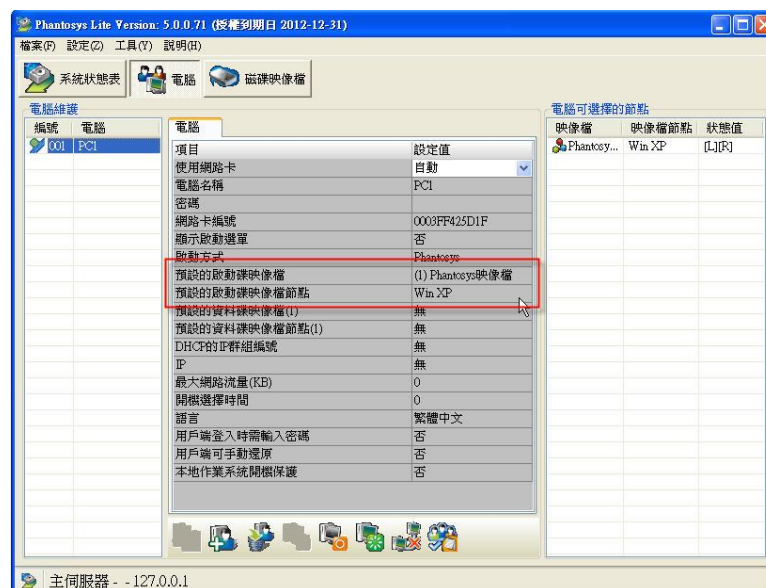 Phantosys Lite Version: 5.0.0.71 (授權到期日 2012-12-31)
檔案(F) 設定(Z) 工具(Y) 說明(H)
系統狀態表 電腦 磁碟映像檔
電腦維護
編號 電腦
001 PC1
電腦
項目 設定值
使用網路卡 自動
電腦名稱 PC1
密碼
網路卡編號 0003FF425D1F
顯示啟動選單 否
啟動方式 Phantosys
預設的啟動碟映像檔 (1) Phantosys映像檔
預設的啟動碟映像檔節點 Win XP
預設的資料碟映像檔(1) 無
預設的資料碟映像檔節點(1) 無
DHCP的IP群組編號 無
IP 無
最大網路流量(KB) 0
開機選擇時間 0
語言 繁體中文
用戶端登入時需輸入密碼 否
用戶端可手動還原 否
本地作業系統開機保護 否
電腦可選擇的節點
映像檔 映像檔節點 狀態值
Phantosy... Win XP [L][R]
主伺服器 - - 127.0.0.1